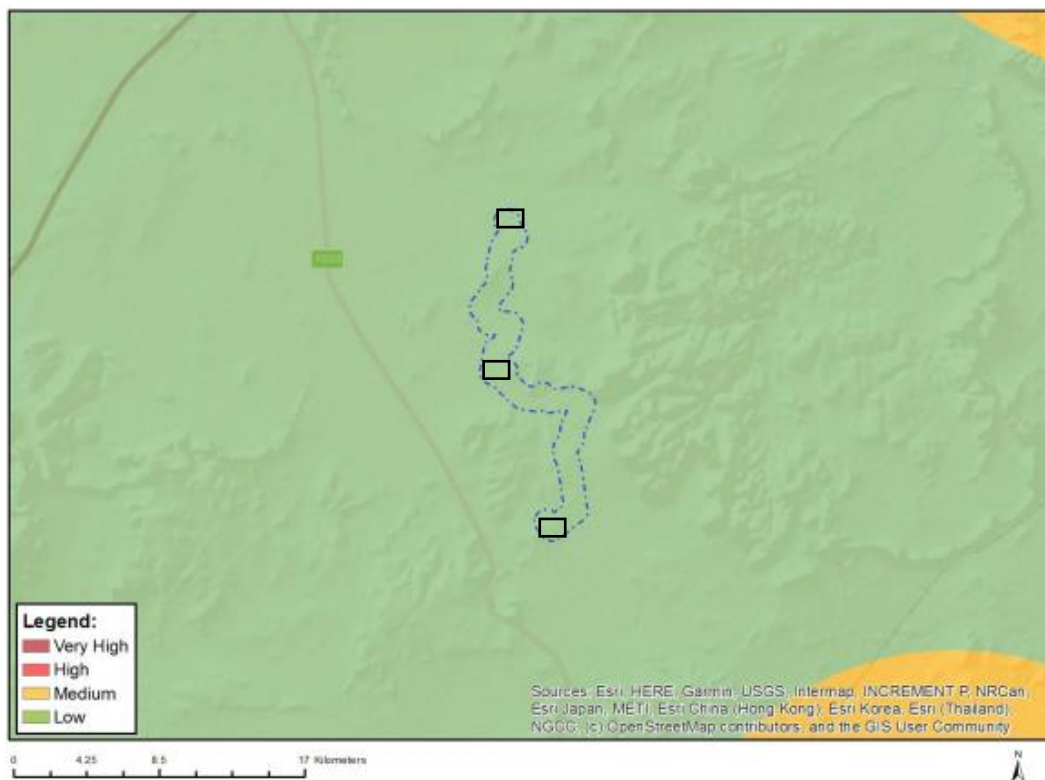 Legend:
Very High
High
Medium
Low
Sources: Esri, HERE, Garmin, USGS, Intermap, INCREMENT P, NRCan,
Esri Japan, METI, Esri China (Hong Kong), Esri Korea, Esri (Thailand),
NGCC, (c) OpenStreetMap contributors, and the GIS User Community
0 4.25 8.5 17 Kilometers
N